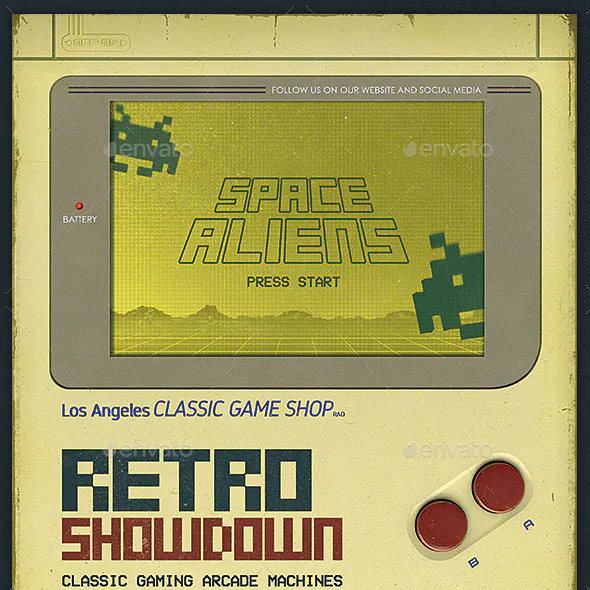 OFF•ON
FOLLOW US ON OUR WEBSITE AND SOCIAL MEDIA
envato envato
SPACE
ALIENS
BATTERY
PRESS START
Los Angeles CLASSIC GAME SHOP RAD
envato envato
RETRO
SHOWDOWN
A
B
CLASSIC GAMING ARCADE MACHINES